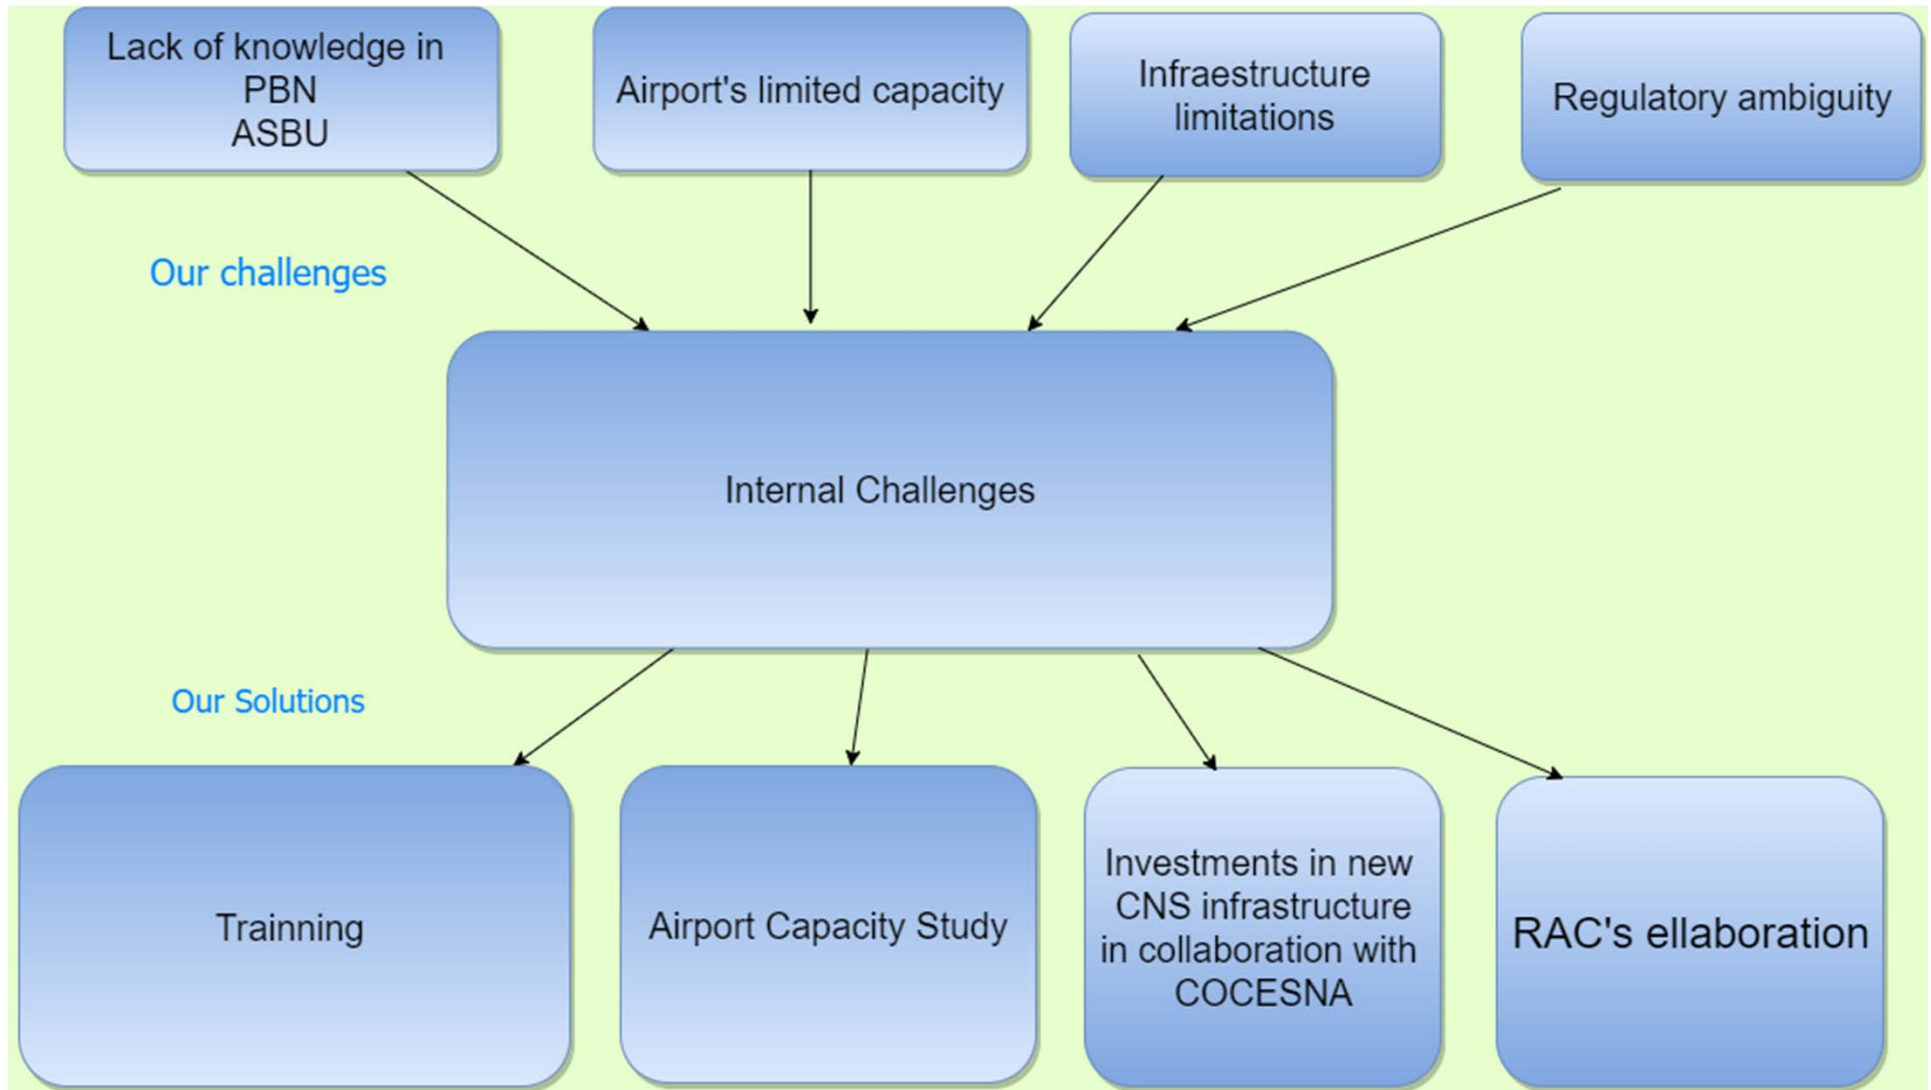 Lack of knowledge in
PBN
ASBU
Airport's limited capacity
Infraestructure
limitations
Regulatory ambiguity
Our challenges
Internal Challenges
Our Solutions
Trainning
Airport Capacity Study
Investments in new
CNS infrastructure
in collaboration with
COCESNA
RAC's ellaboration